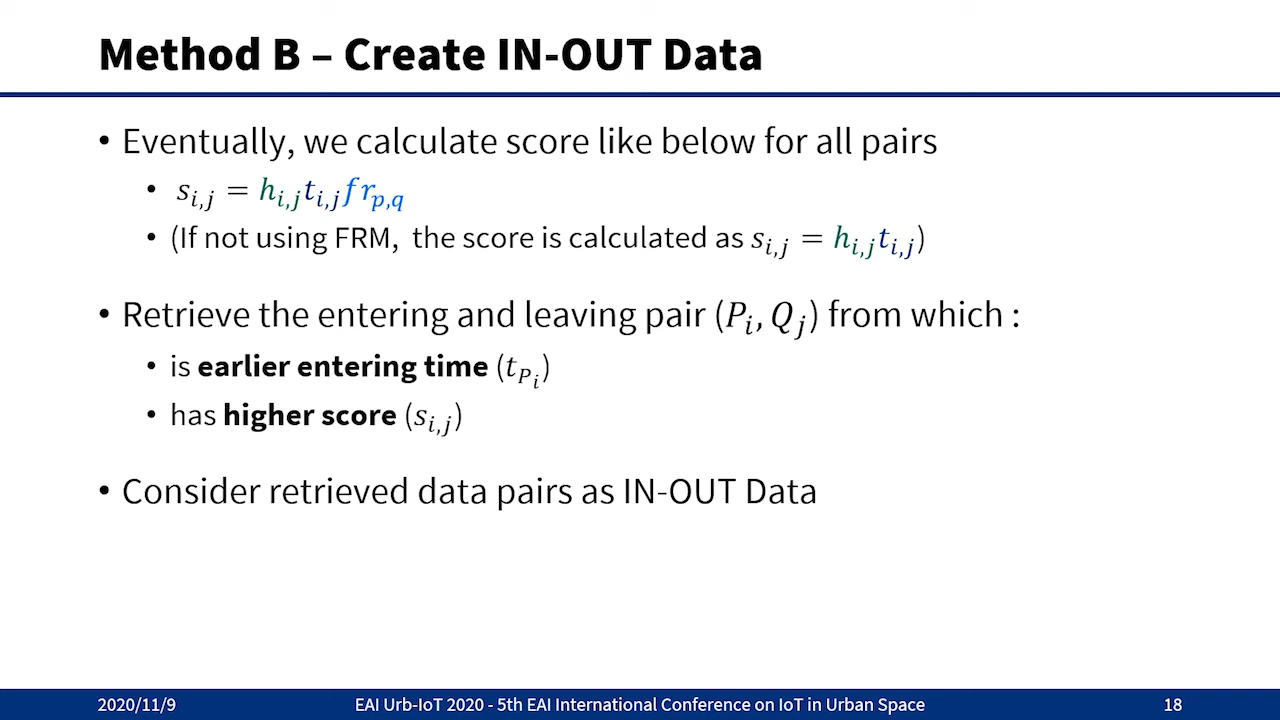 Method B – Create IN-OUT Data
• Eventually, we calculate score like below for all pairs
• s_{i,j} = h_{i,j}t_{i,j}fr_{p,q}
• (If not using FRM, the score is calculated as s_{i,j} = h_{i,j}t_{i,j})
• Retrieve the entering and leaving pair (P_i, Q_j) from which :
• is earlier entering time (t_{P_i})
• has higher score (s_{i,j})
• Consider retrieved data pairs as IN-OUT Data
2020/11/9
EAI Urb-IoT 2020 - 5th EAI International Conference on IoT in Urban Space
18